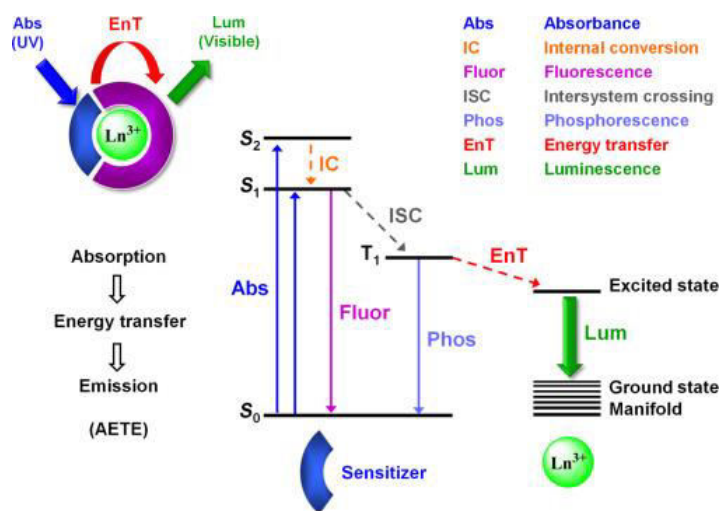 Abs
(UV)
EnT
Lum
(Visible)
Ln³⁺
Abs Absorbance
IC Internal conversion
Fluor Fluorescence
ISC Intersystem crossing
Phos Phosphorescence
EnT Energy transfer
Lum Luminescence
S₂
IC
S₁
ISC
T₁
EnT
Excited state
Abs
Fluor
Phos
Lum
Ground state
Manifold
S₀
Absorption
Energy transfer
Emission
(AETE)
Sensitizer
Ln³⁺